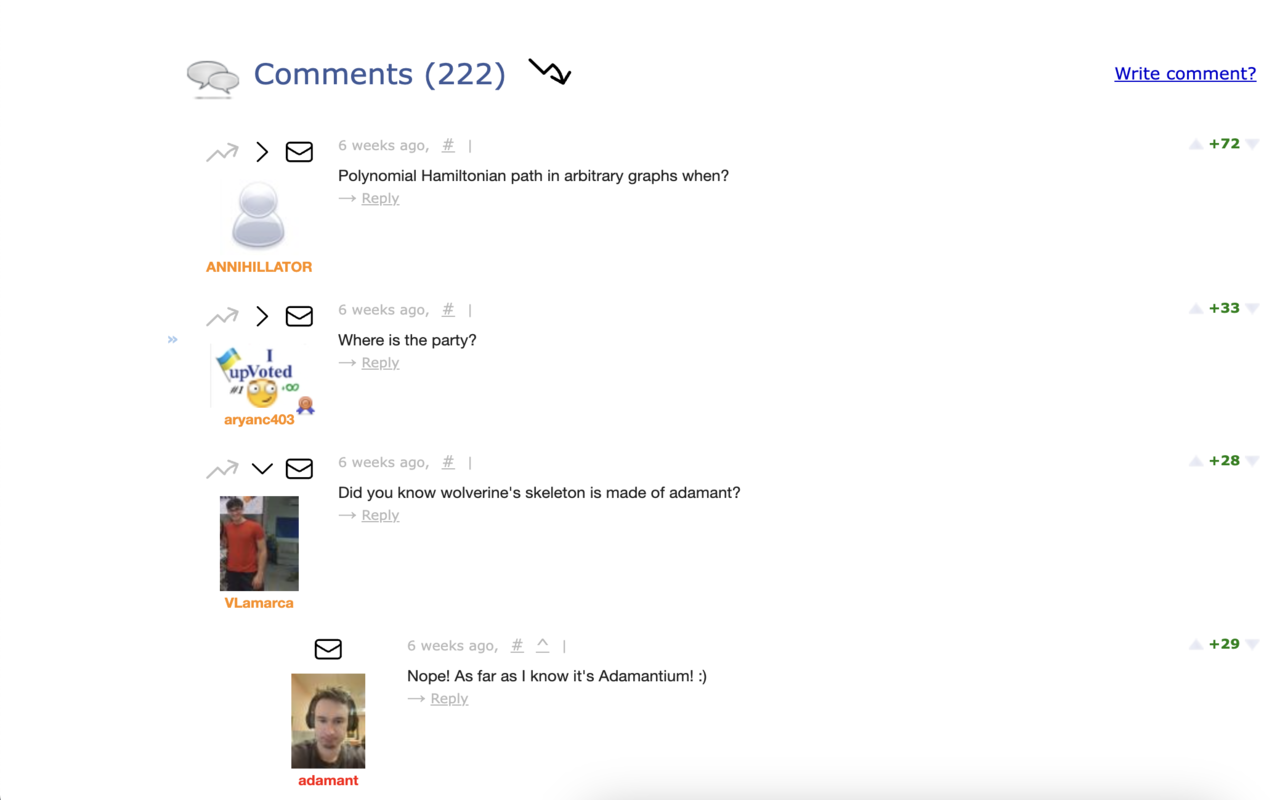 Comments (222)
Write comment?
6 weeks ago, # |
+72
Polynomial Hamiltonian path in arbitrary graphs when?
→ Reply
ANNIHILLATOR
6 weeks ago, # |
+33
»
Where is the party?
→ Reply
I
upVoted
#1
aryanc403
6 weeks ago, # |
+28
Did you know wolverine's skeleton is made of adamant?
→ Reply
VLamarca
6 weeks ago, # ^ |
+29
Nope! As far as I know it's Adamantium! :)
→ Reply
adamant